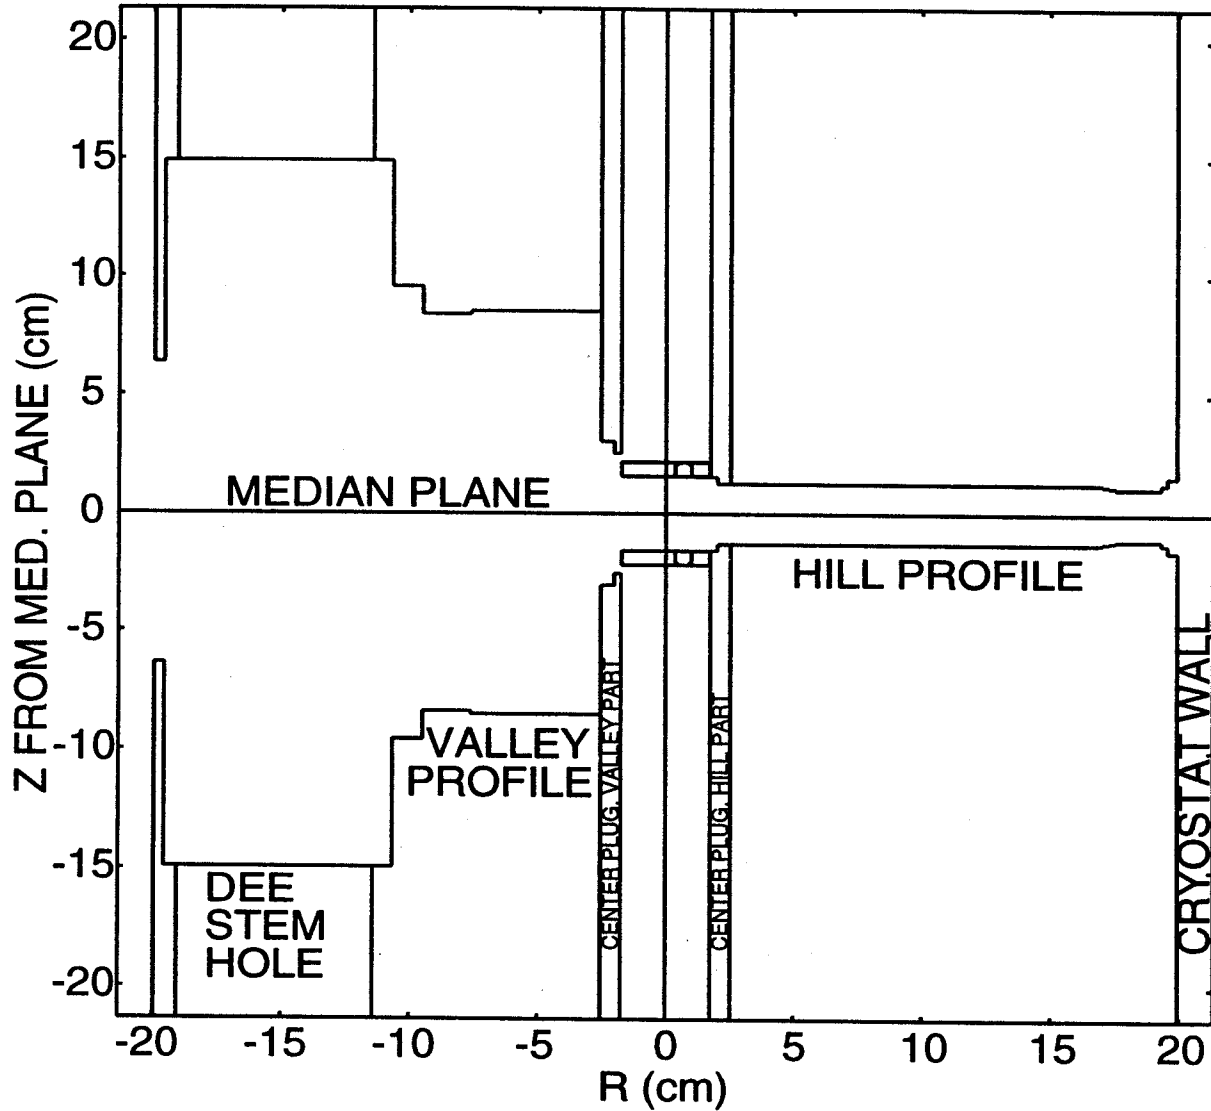 20
15
10
5
0
-5
-10
-15
-20
Z FROM MED. PLANE (cm)
MEDIAN PLANE
HILL PROFILE
VALLEY
PROFILE
DEE
STEM
HOLE
CENTER PLUG, VALLEY PART
CENTER PLUG, HILL PART
CRYOSTAT WALL
-20 -15 -10 -5 0 5 10 15 20
R (cm)